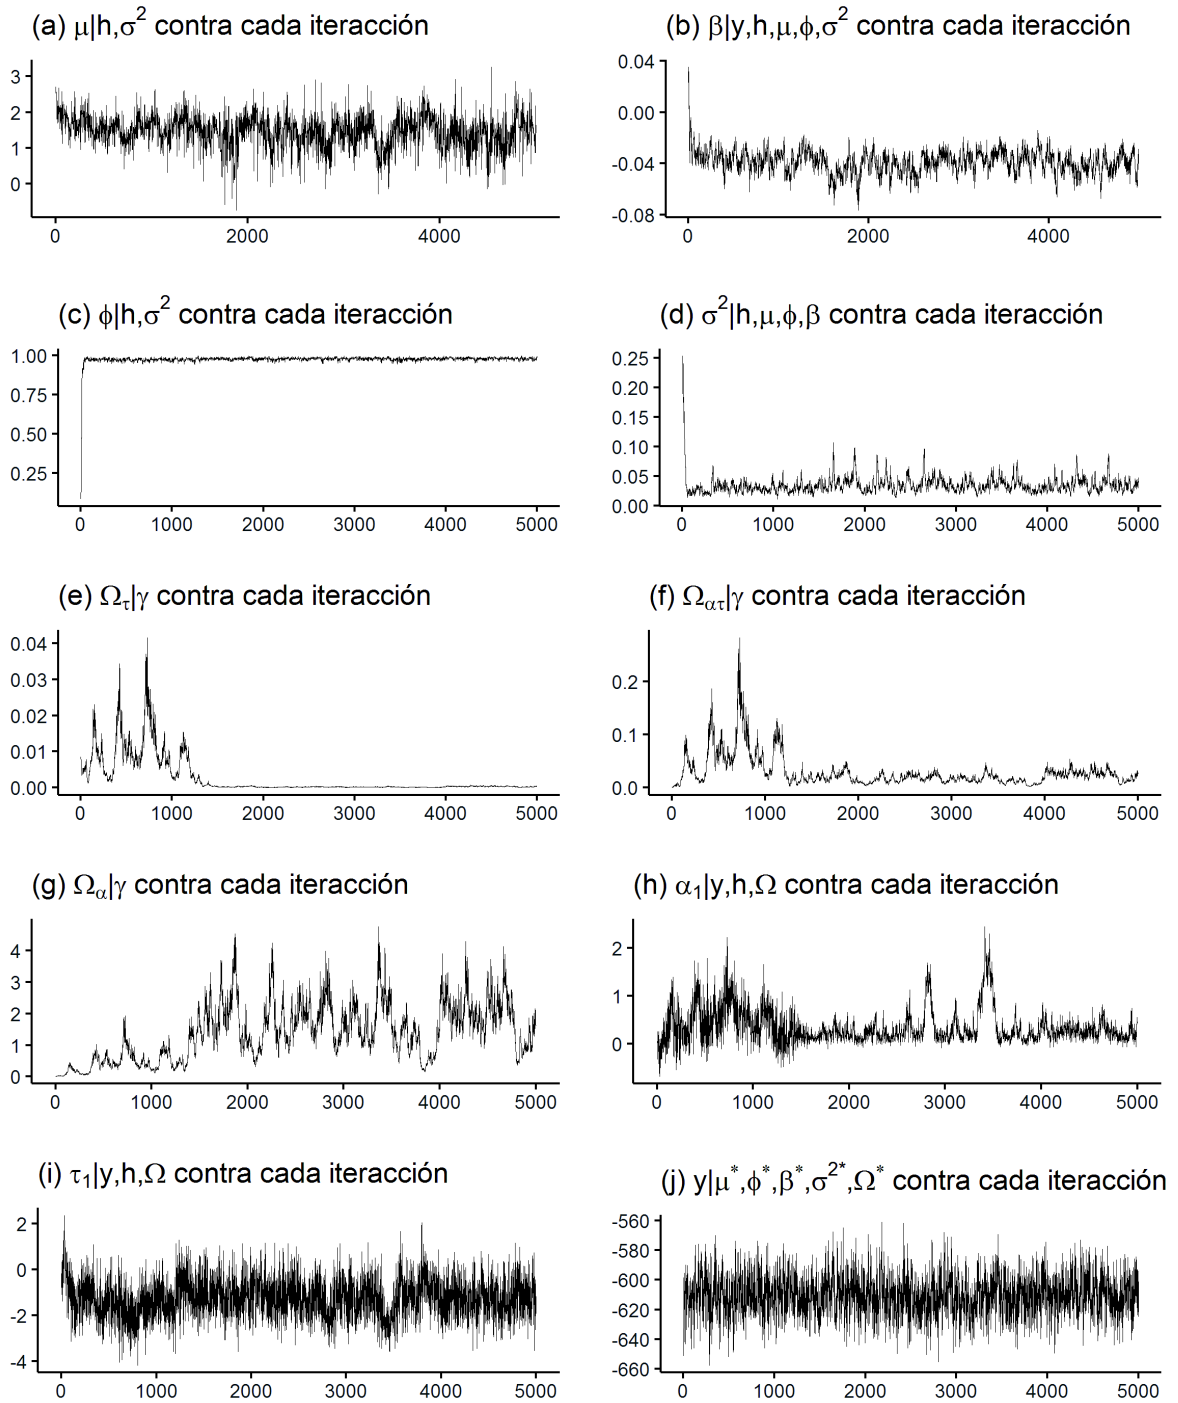 (a) μ|h,σ² contra cada iteracción
3
2
1
0
0 2000 4000
(b) β|y,h,μ,ϕ,σ² contra cada iteracción
0.04
0.00
-0.04
-0.08
0 2000 4000
(c) ϕ|h,σ² contra cada iteracción
1.00
0.75
0.50
0.25
0 1000 2000 3000 4000 5000
(d) σ²|h,μ,ϕ,β contra cada iteracción
0.25
0.20
0.15
0.10
0.05
0.00
0 1000 2000 3000 4000 5000
(e) Ωτ|γ contra cada iteracción
0.04
0.03
0.02
0.01
0.00
0 1000 2000 3000 4000 5000
(f) Ωατ|γ contra cada iteracción
0.2
0.1
0.0
0 1000 2000 3000 4000 5000
(g) Ωα|γ contra cada iteracción
4
3
2
1
0
0 1000 2000 3000 4000 5000
(h) α₁|y,h,Ω contra cada iteracción
2
1
0
0 1000 2000 3000 4000 5000
(i) τ₁|y,h,Ω contra cada iteracción
2
0
-2
-4
0 1000 2000 3000 4000 5000
(j) y|μ*,ϕ*,β*,σ²*,Ω* contra cada iteracción
-560
-580
-600
-620
-640
-660
0 1000 2000 3000 4000 5000